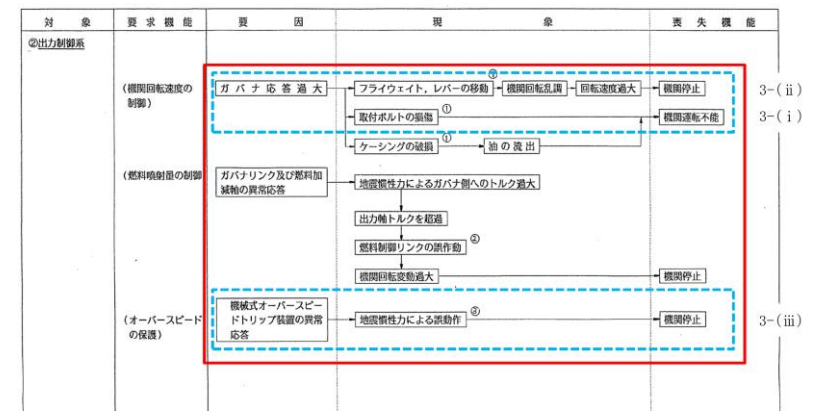 対象 要求機能 要因 現象 喪失機能
②出力制御系
(機関回転速度の
制御)
ガバナ応答過大
フライウェイト，レバーの移動
②
機関回転乱調
回転速度過大
機関停止
3-(ⅱ)
取付ボルトの損傷
①
機関運転不能
3-(ⅰ)
ケーシングの破損
①
油の流出
(燃料噴射量の制御
ガバナリンク及び燃料加
減軸の異常応答
地震慣性力によるガバナ側へのトルク過大
出力軸トルクを超過
燃料制御リンクの誤作動
②
機関回転変動過大
機関停止
(オーバースピード
の保護)
機械式オーバースピー
ドトリップ装置の異常
応答
地震慣性力による誤動作
③
機関停止
3-(ⅲ)